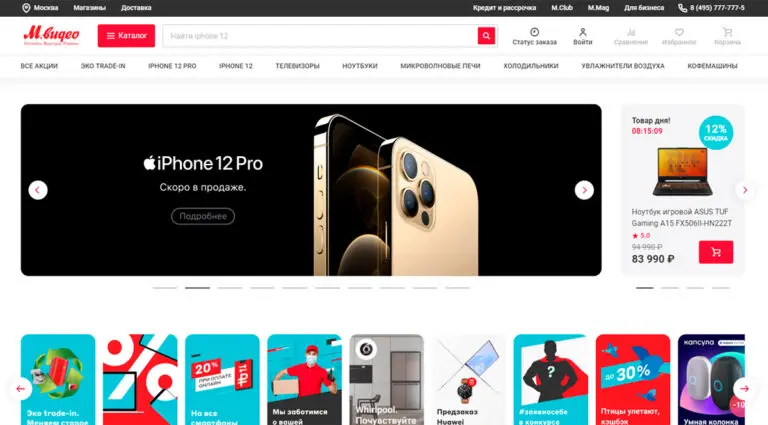 Москва Магазины Доставка Кредит и рассрочка M.Club M.Mag Для бизнеса 8 (495) 777-777-5
М.видео Каталог Найти iphone 12 Статус заказа Войти Сравнение Избранное Корзина
ВСЕ АКЦИИ ЭКО TRADE-IN IPHONE 12 PRO IPHONE 12 ТЕЛЕВИЗОРЫ НОУТБУКИ МИКРОВОЛНОВЫЕ ПЕЧИ ХОЛОДИЛЬНИКИ УВЛАЖНИТЕЛИ ВОЗДУХА КОФЕМАШИНЫ
iPhone 12 Pro
Скоро в продаже.
Подробнее
Товар дня!
08:15:09
12%
СКИДКА
Ноутбук игровой ASUS TUF
Gaming A15 FX506II-HN222T
5.0
94 990 ₽
83 990 ₽
Эко trade-in.
Меняем старое
%
20%
ПРИ ОПЛАТЕ
ОНЛАЙН
На все
смартфоны
Мы заботимся
о вашей
Whirlpool.
Почувствуйте
Предзаказ
Huawei
?
#заявиосебе
в конкурсе
до 30%
Птицы улетают,
кэшбэк
капсула
-10
Умная колонка